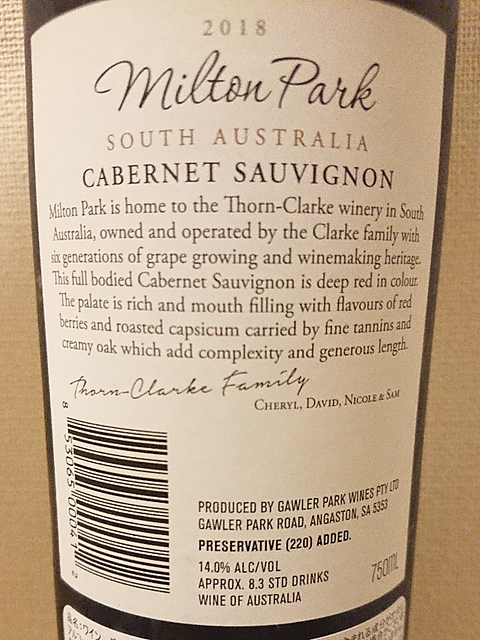 2018
Milton Park
SOUTH AUSTRALIA
CABERNET SAUVIGNON
Milton Park is home to the Thorn-Clarke winery in South
Australia, owned and operated by the Clarke family with
six generations of grape growing and winemaking heritage.
This full bodied Cabernet Sauvignon is deep red in colour.
The palate is rich and mouth filling with flavours of red
berries and roasted capsicum carried by fine tannins and
creamy oak which add complexity and generous length.
Thorn-Clarke Family
CHERYL, DAVID, NICOLE & SAM
PRODUCED BY GAWLER PARK WINES PTY LTD
GAWLER PARK ROAD, ANGASTON, SA 5353
PRESERVATIVE (220) ADDED.
14.0% ALC/VOL
750mL
APPROX. 8.3 STD DRINKS
WINE OF AUSTRALIA